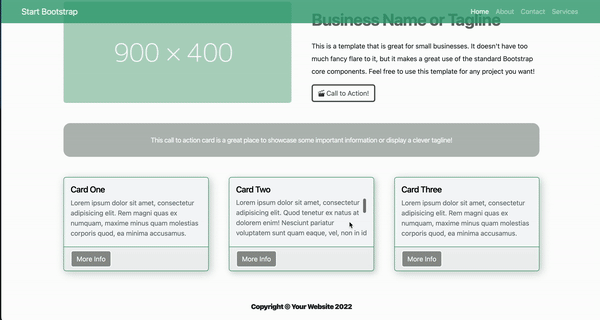 Start Bootstrap
Home About Contact Services
900 × 400
Business Name or Tagline
This is a template that is great for small businesses. It doesn't have too
much fancy flare to it, but it makes a great use of the standard Bootstrap
core components. Feel free to use this template for any project you want!
Call to Action!
This call to action card is a great place to showcase some important information or display a clever tagline!
Card One
Lorem ipsum dolor sit amet, consectetur
adipisicing elit. Rem magni quas ex
numquam, maxime minus quam molestias
corporis quod, ea minima accusamus.
More Info
Card Two
Lorem ipsum dolor sit amet, consectetur
adipisicing elit. Quod tenetur ex natus at
dolorem enim! Nesciunt pariatur
voluptatem sunt quam eaque, vel, non in id
More Info
Card Three
Lorem ipsum dolor sit amet, consectetur
adipisicing elit. Rem magni quas ex
numquam, maxime minus quam molestias
corporis quod, ea minima accusamus.
More Info
Copyright © Your Website 2022